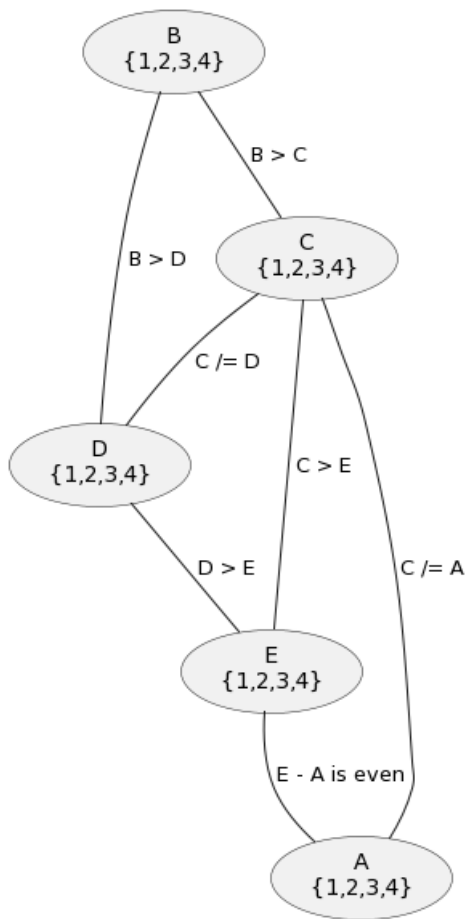 B
{1,2,3,4}
B > C
B > D
C
{1,2,3,4}
C /= D
D
{1,2,3,4}
C > E
D > E
C /= A
E
{1,2,3,4}
E - A is even
A
{1,2,3,4}